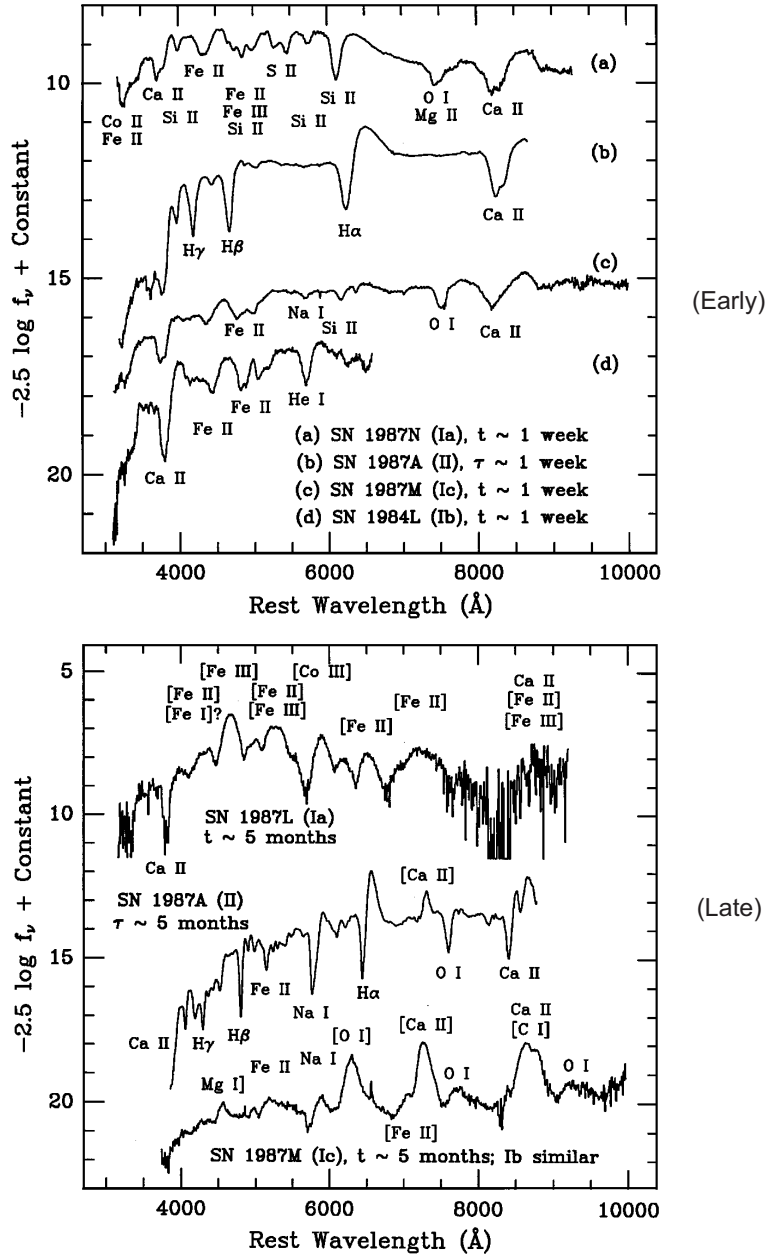 10
15
20
-2.5 log fν + Constant
(a)
Fe II S II
Ca II Fe II Si II O I Ca II
Co II Si II Fe III Si II Mg II
Fe II Si II
(b)
Hγ Hβ Hα Ca II
(c)
Fe II Na I Si II O I Ca II
(d)
Fe II Fe II He I
Ca II
(a) SN 1987N (Ia), t ~ 1 week
(b) SN 1987A (II), τ ~ 1 week
(c) SN 1987M (Ic), t ~ 1 week
(d) SN 1984L (Ib), t ~ 1 week
4000 6000 8000 10000
Rest Wavelength (Å)
(Early)
5
10
15
20
-2.5 log fν + Constant
[Fe III] [Co III] Ca II
[Fe II] [Fe II] [Fe II] [Fe II]
[Fe I]? [Fe III] [Fe II] [Fe III]
SN 1987L (Ia)
t ~ 5 months
Ca II
SN 1987A (II)
τ ~ 5 months
[Ca II]
Fe II O I Ca II
Ca II Hγ Hβ Na I Hα
[O I] [Ca II] Ca II
[C I]
Mg I] Fe II Na I O I O I
[Fe II]
SN 1987M (Ic), t ~ 5 months; Ib similar
4000 6000 8000 10000
Rest Wavelength (Å)
(Late)